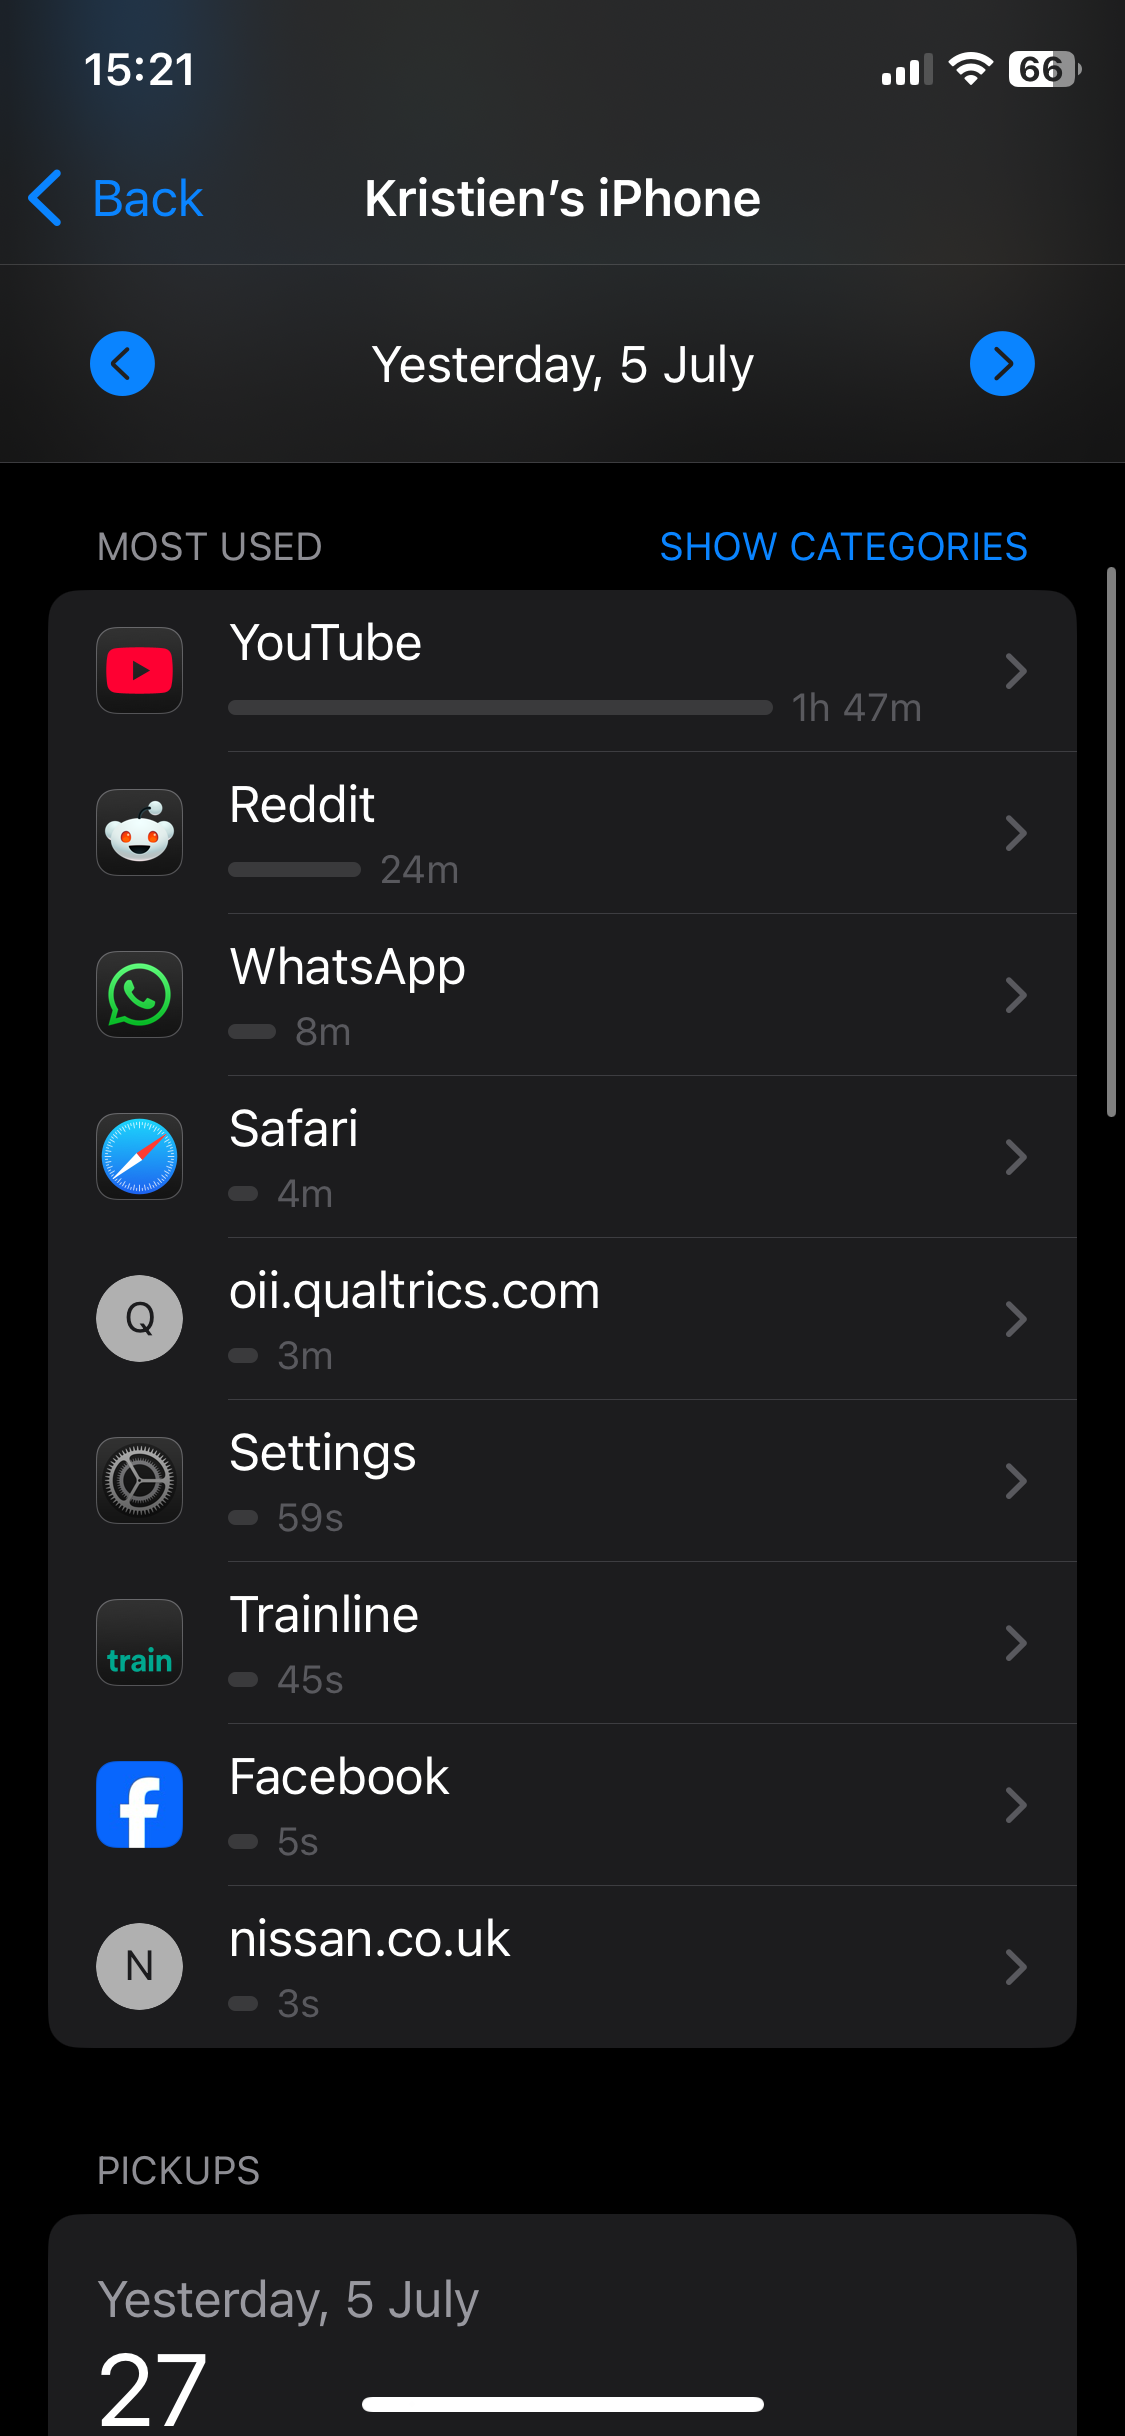 15:21
66
Back
Kristien’s iPhone
Yesterday, 5 July
MOST USED
SHOW CATEGORIES
YouTube
1h 47m
Reddit
24m
WhatsApp
8m
Safari
4m
Q
oii.qualtrics.com
3m
Settings
59s
train
Trainline
45s
Facebook
5s
N
nissan.co.uk
3s
PICKUPS
Yesterday, 5 July
27